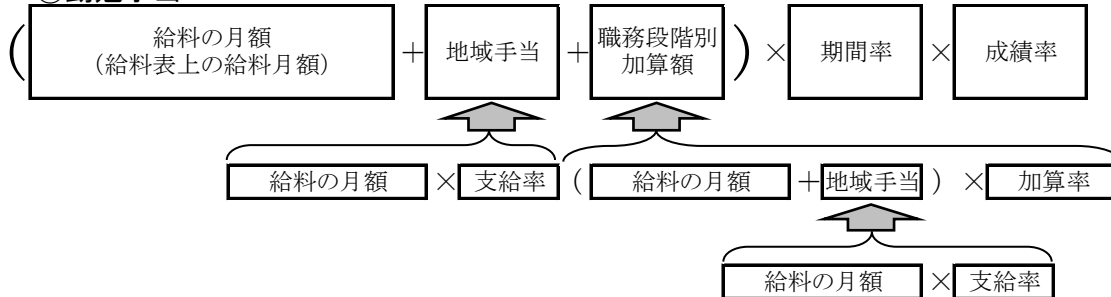 ( 給料の月額 + 地域手当 + 職務段階別 ) × 期間率 × 成績率
(給料表上の給料月額) 加算額
給料の月額 × 支給率 ( 給料の月額 + 地域手当 ) × 加算率
給料の月額 × 支給率